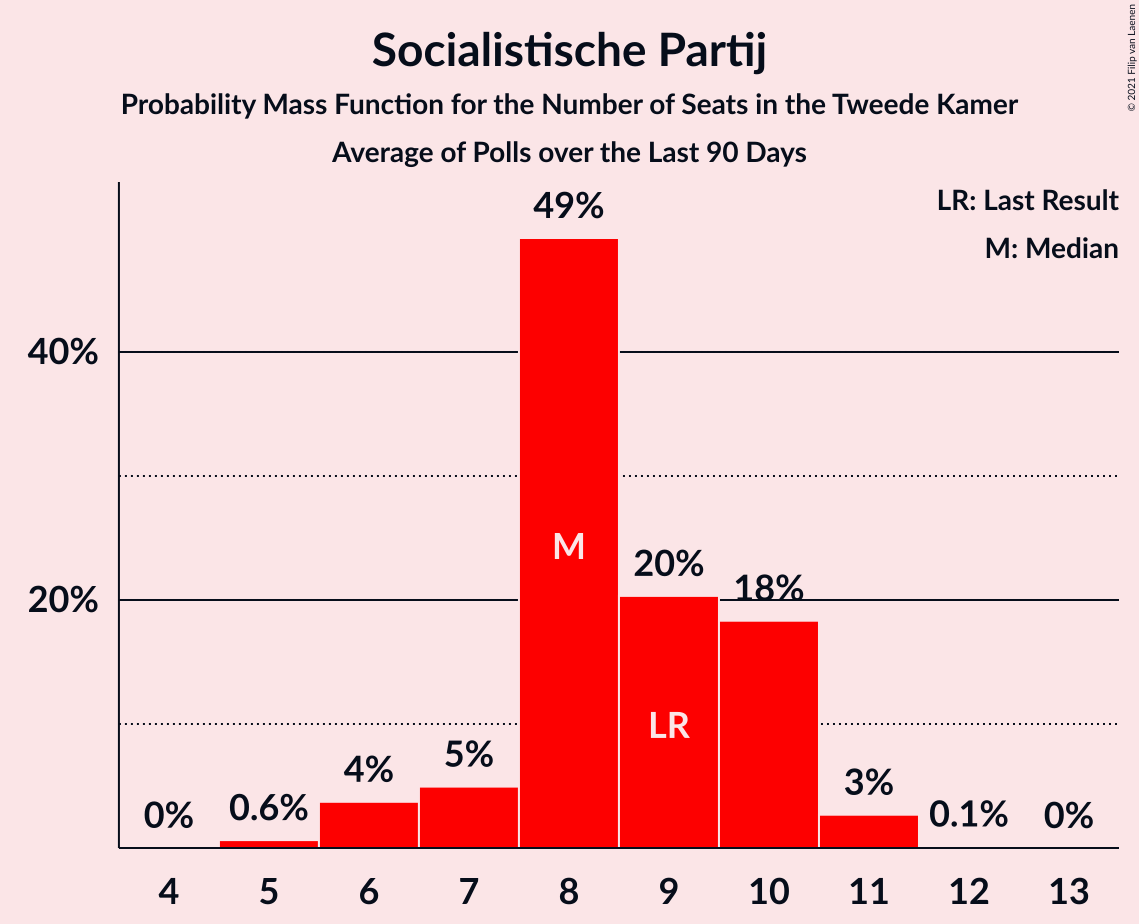 Socialistische Partij
Probability Mass Function for the Number of Seats in the Tweede Kamer
Average of Polls over the Last 90 Days
© 2021 Filip van Laenen
LR: Last Result
M: Median
49%
40%
M
20%
18%
20%
LR
5%
4%
3%
0.6%
0%
0.1%
0%
4 5 6 7 8 9 10 11 12 13